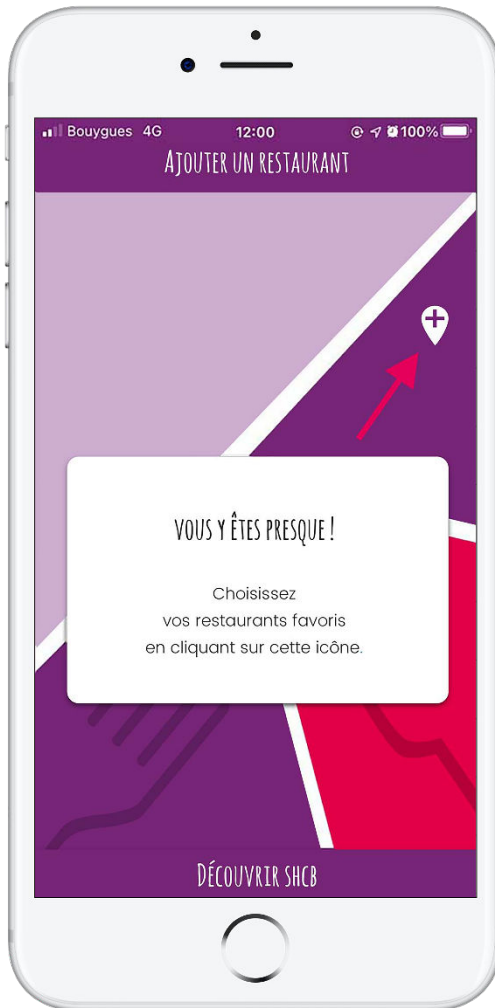 Bouygues 4G 12:00 100%
Ajouter un restaurant
vous y êtes presque !
Choisissez
vos restaurants favoris
en cliquant sur cette icône.
Découvrir shcb